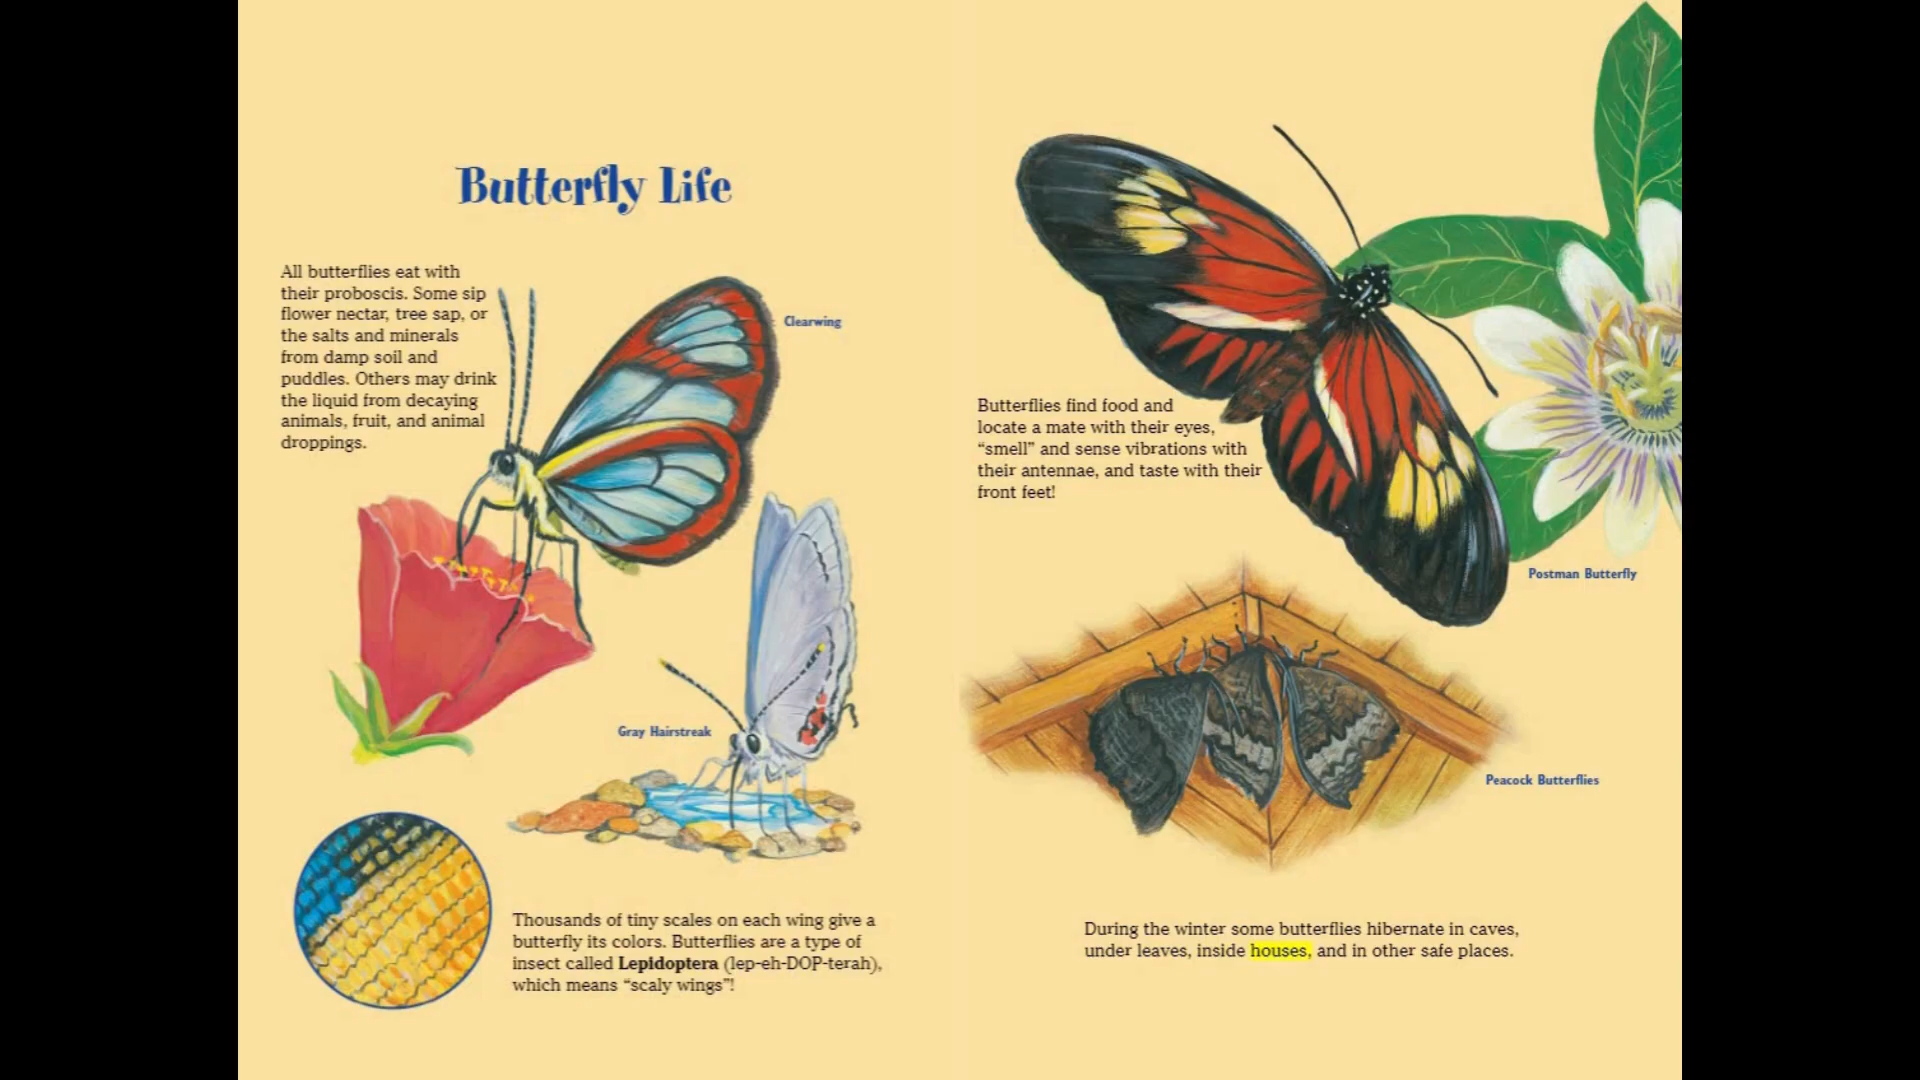 Butterfly Life
All butterflies eat with
their proboscis. Some sip
flower nectar, tree sap, or
the salts and minerals
from damp soil and
puddles. Others may drink
the liquid from decaying
animals, fruit, and animal
droppings.
Clearwing
Gray Hairstreak
Thousands of tiny scales on each wing give a
butterfly its colors. Butterflies are a type of
insect called Lepidoptera (lep-eh-DOP-terah),
which means “scaly wings”!
Butterflies find food and
locate a mate with their eyes,
“smell” and sense vibrations with
their antennae, and taste with their
front feet!
Postman Butterfly
Peacock Butterflies
During the winter some butterflies hibernate in caves,
under leaves, inside houses, and in other safe places.